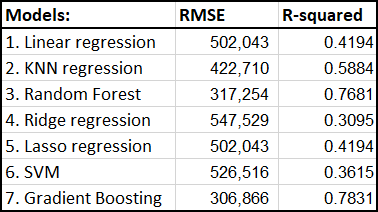 Models: RMSE R-squared
1. Linear regression 502,043 0.4194
2. KNN regression 422,710 0.5884
3. Random Forest 317,254 0.7681
4. Ridge regression 547,529 0.3095
5. Lasso regression 502,043 0.4194
6. SVM 526,516 0.3615
7. Gradient Boosting 306,866 0.7831